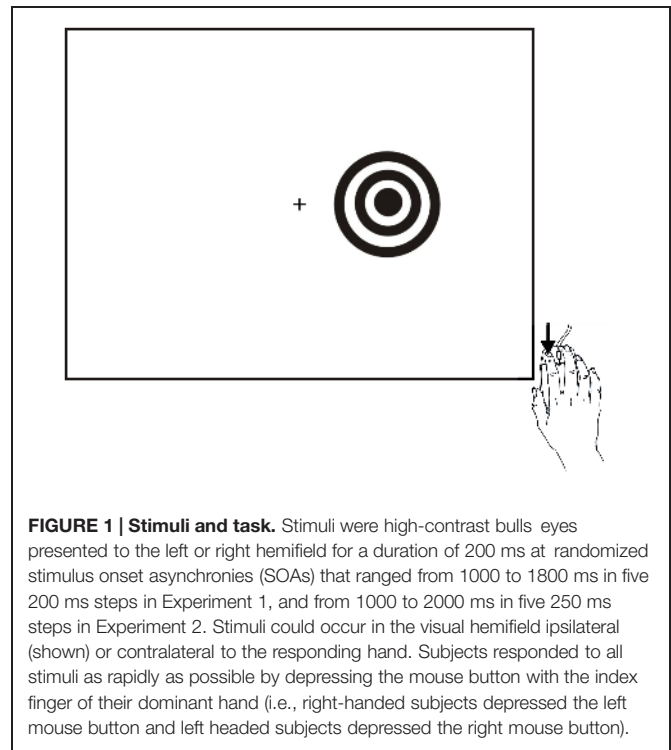 FIGURE 1 | Stimuli and task. Stimuli were high-contrast bulls eyes
presented to the left or right hemifield for a duration of 200 ms at randomized
stimulus onset asynchronies (SOAs) that ranged from 1000 to 1800 ms in five
200 ms steps in Experiment 1, and from 1000 to 2000 ms in five 250 ms
steps in Experiment 2. Stimuli could occur in the visual hemifield ipsilateral
(shown) or contralateral to the responding hand. Subjects responded to all
stimuli as rapidly as possible by depressing the mouse button with the index
finger of their dominant hand (i.e., right-handed subjects depressed the left
mouse button and left headed subjects depressed the right mouse button).